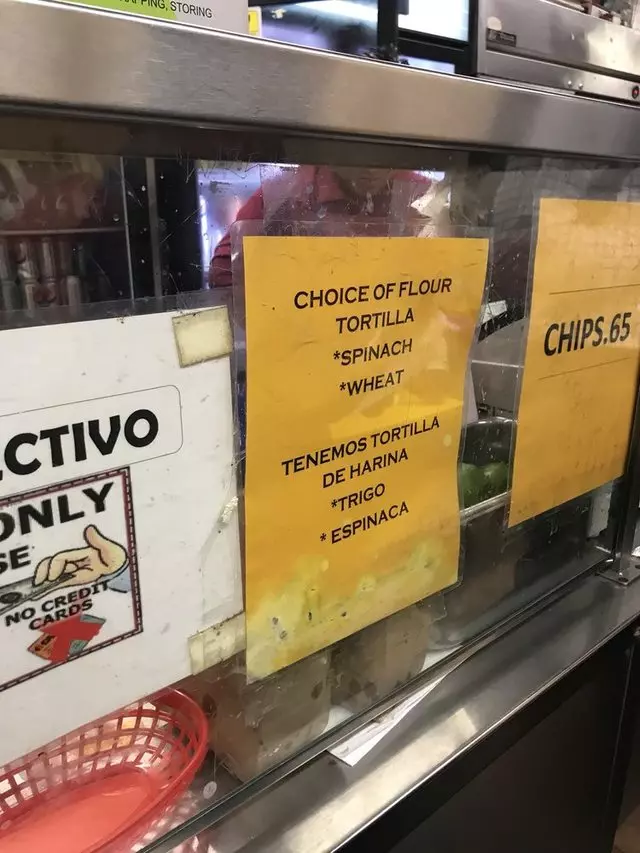 PING, STORING
CTIVO
ONLY
SE
NO CREDIT
CARDS
CHOICE OF FLOUR
TORTILLA
*SPINACH
*WHEAT
TENEMOS TORTILLA
DE HARINA
*TRIGO
* ESPINACA
CHIPS.65